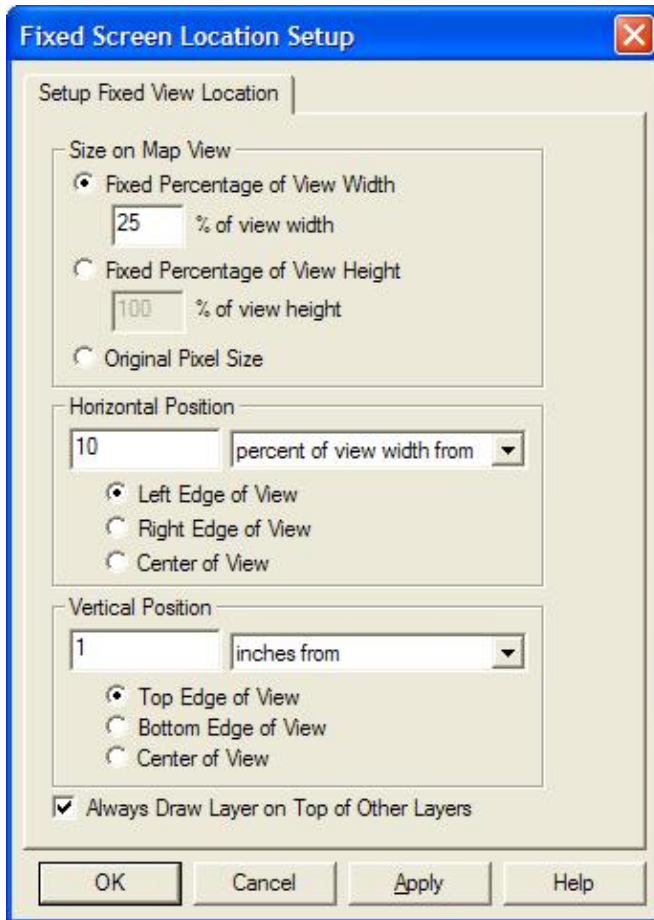 Fixed Screen Location Setup
Setup Fixed View Location
Size on Map View
Fixed Percentage of View Width
25 % of view width
Fixed Percentage of View Height
100 % of view height
Original Pixel Size
Horizontal Position
10 percent of view width from
Left Edge of View
Right Edge of View
Center of View
Vertical Position
1 inches from
Top Edge of View
Bottom Edge of View
Center of View
Always Draw Layer on Top of Other Layers
OK Cancel Apply Help